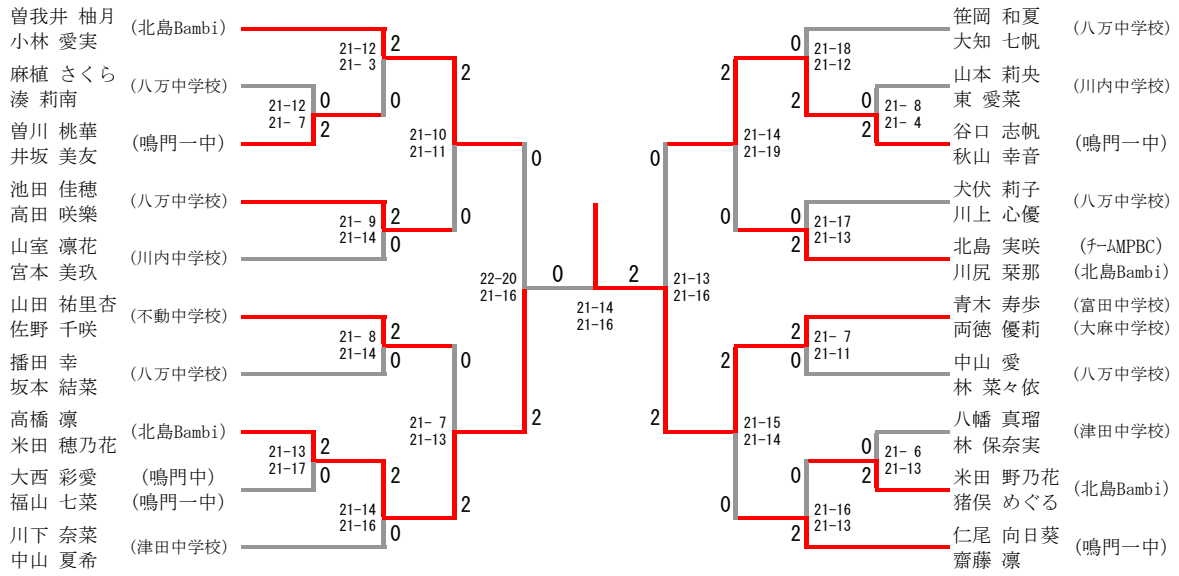 曽我井 柚月
小林 愛実
(北島Bambi)
麻植 さくら
湊 莉南
(八万中学校)
曽川 桃華
井坂 美友
(鳴門一中)
池田 佳穂
高田 咲樂
(八万中学校)
山室 凛花
宮本 美玖
(川内中学校)
山田 祐里杏
佐野 千咲
(不動中学校)
播田 幸
坂本 結菜
(八万中学校)
高橋 凛
米田 穂乃花
(北島Bambi)
大西 彩愛 (鳴門中)
福山 七菜 (鳴門一中)
川下 奈菜
中山 夏希
(津田中学校)
21-12
21- 3
2
0
21-12
21- 7
0
2
21- 9
21-14
2
0
21-10
21-11
2
0
21- 8
21-14
2
0
21-13
21-17
2
0
21-14
21-16
2
0
21- 7
21-13
0
2
22-20
21-16
0
2
0
2
21-14
21-16
21-13
21-16
0
2
21-14
21-19
2
0
21-18
21-12
0
2
21- 8
21- 4
0
2
21-17
21-13
0
2
21- 7
21-11
2
0
21-15
21-14
2
0
21- 6
21-13
0
2
21-16
21-13
0
2
笹岡 和夏
大知 七帆
(八万中学校)
山本 莉央
東 愛菜
(川内中学校)
谷口 志帆
秋山 幸音
(鳴門一中)
犬伏 莉子
川上 心優
(八万中学校)
北島 実咲 (チームMPBC)
川尻 栞那 (北島Bambi)
青木 寿歩 (富田中学校)
両徳 優莉 (大麻中学校)
中山 愛
林 菜々依
(八万中学校)
八幡 真瑠
林 保奈実
(津田中学校)
米田 野乃花
猪俣 めぐる
(北島Bambi)
仁尾 向日葵
齋藤 凛
(鳴門一中)